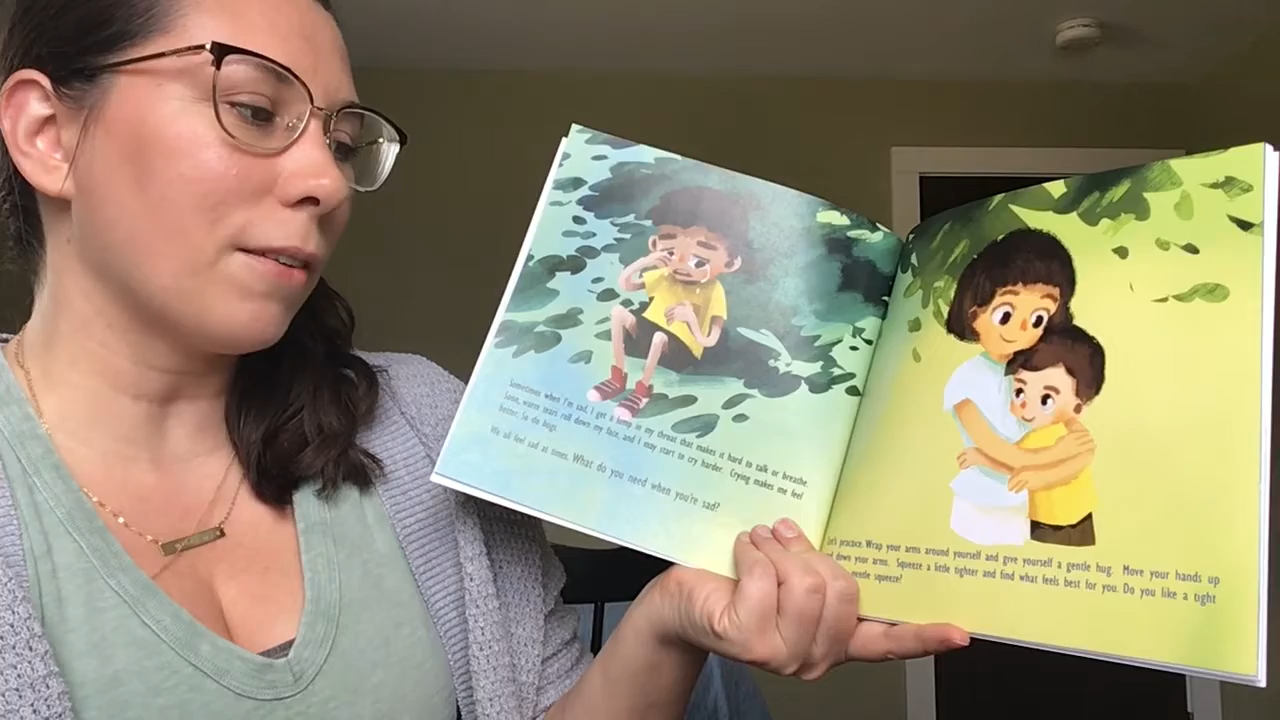 Sometimes when I'm sad, I get a lump in my throat that makes it hard to talk or breathe.
Soon, warm tears roll down my face, and I may start to cry harder. Crying makes me feel
better. So do hugs.
We all feel sad at times. What do you need when you're sad?
Let's practice. Wrap your arms around yourself and give yourself a gentle hug. Move your hands up
down your arms. Squeeze a little tighter and find what feels best for you. Do you like a tight
gentle squeeze?